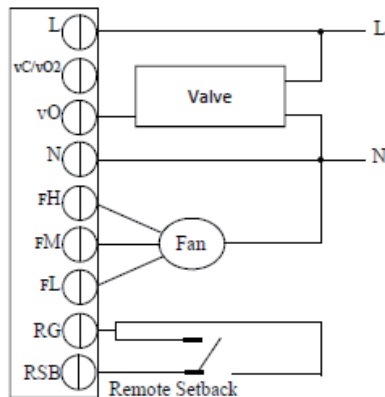 L
L
vC/vO2
vO
Valve
N
N
FH
FM
Fan
FL
RG
RSB
Remote Setback